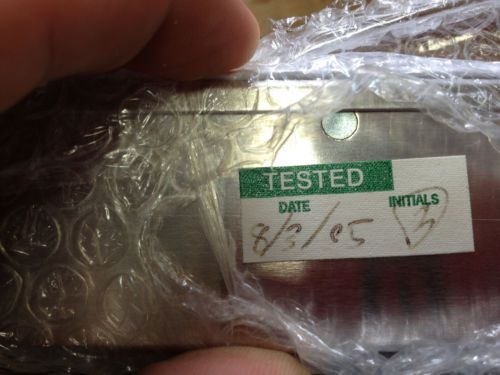 TESTED
DATE INITIALS
8/3/05